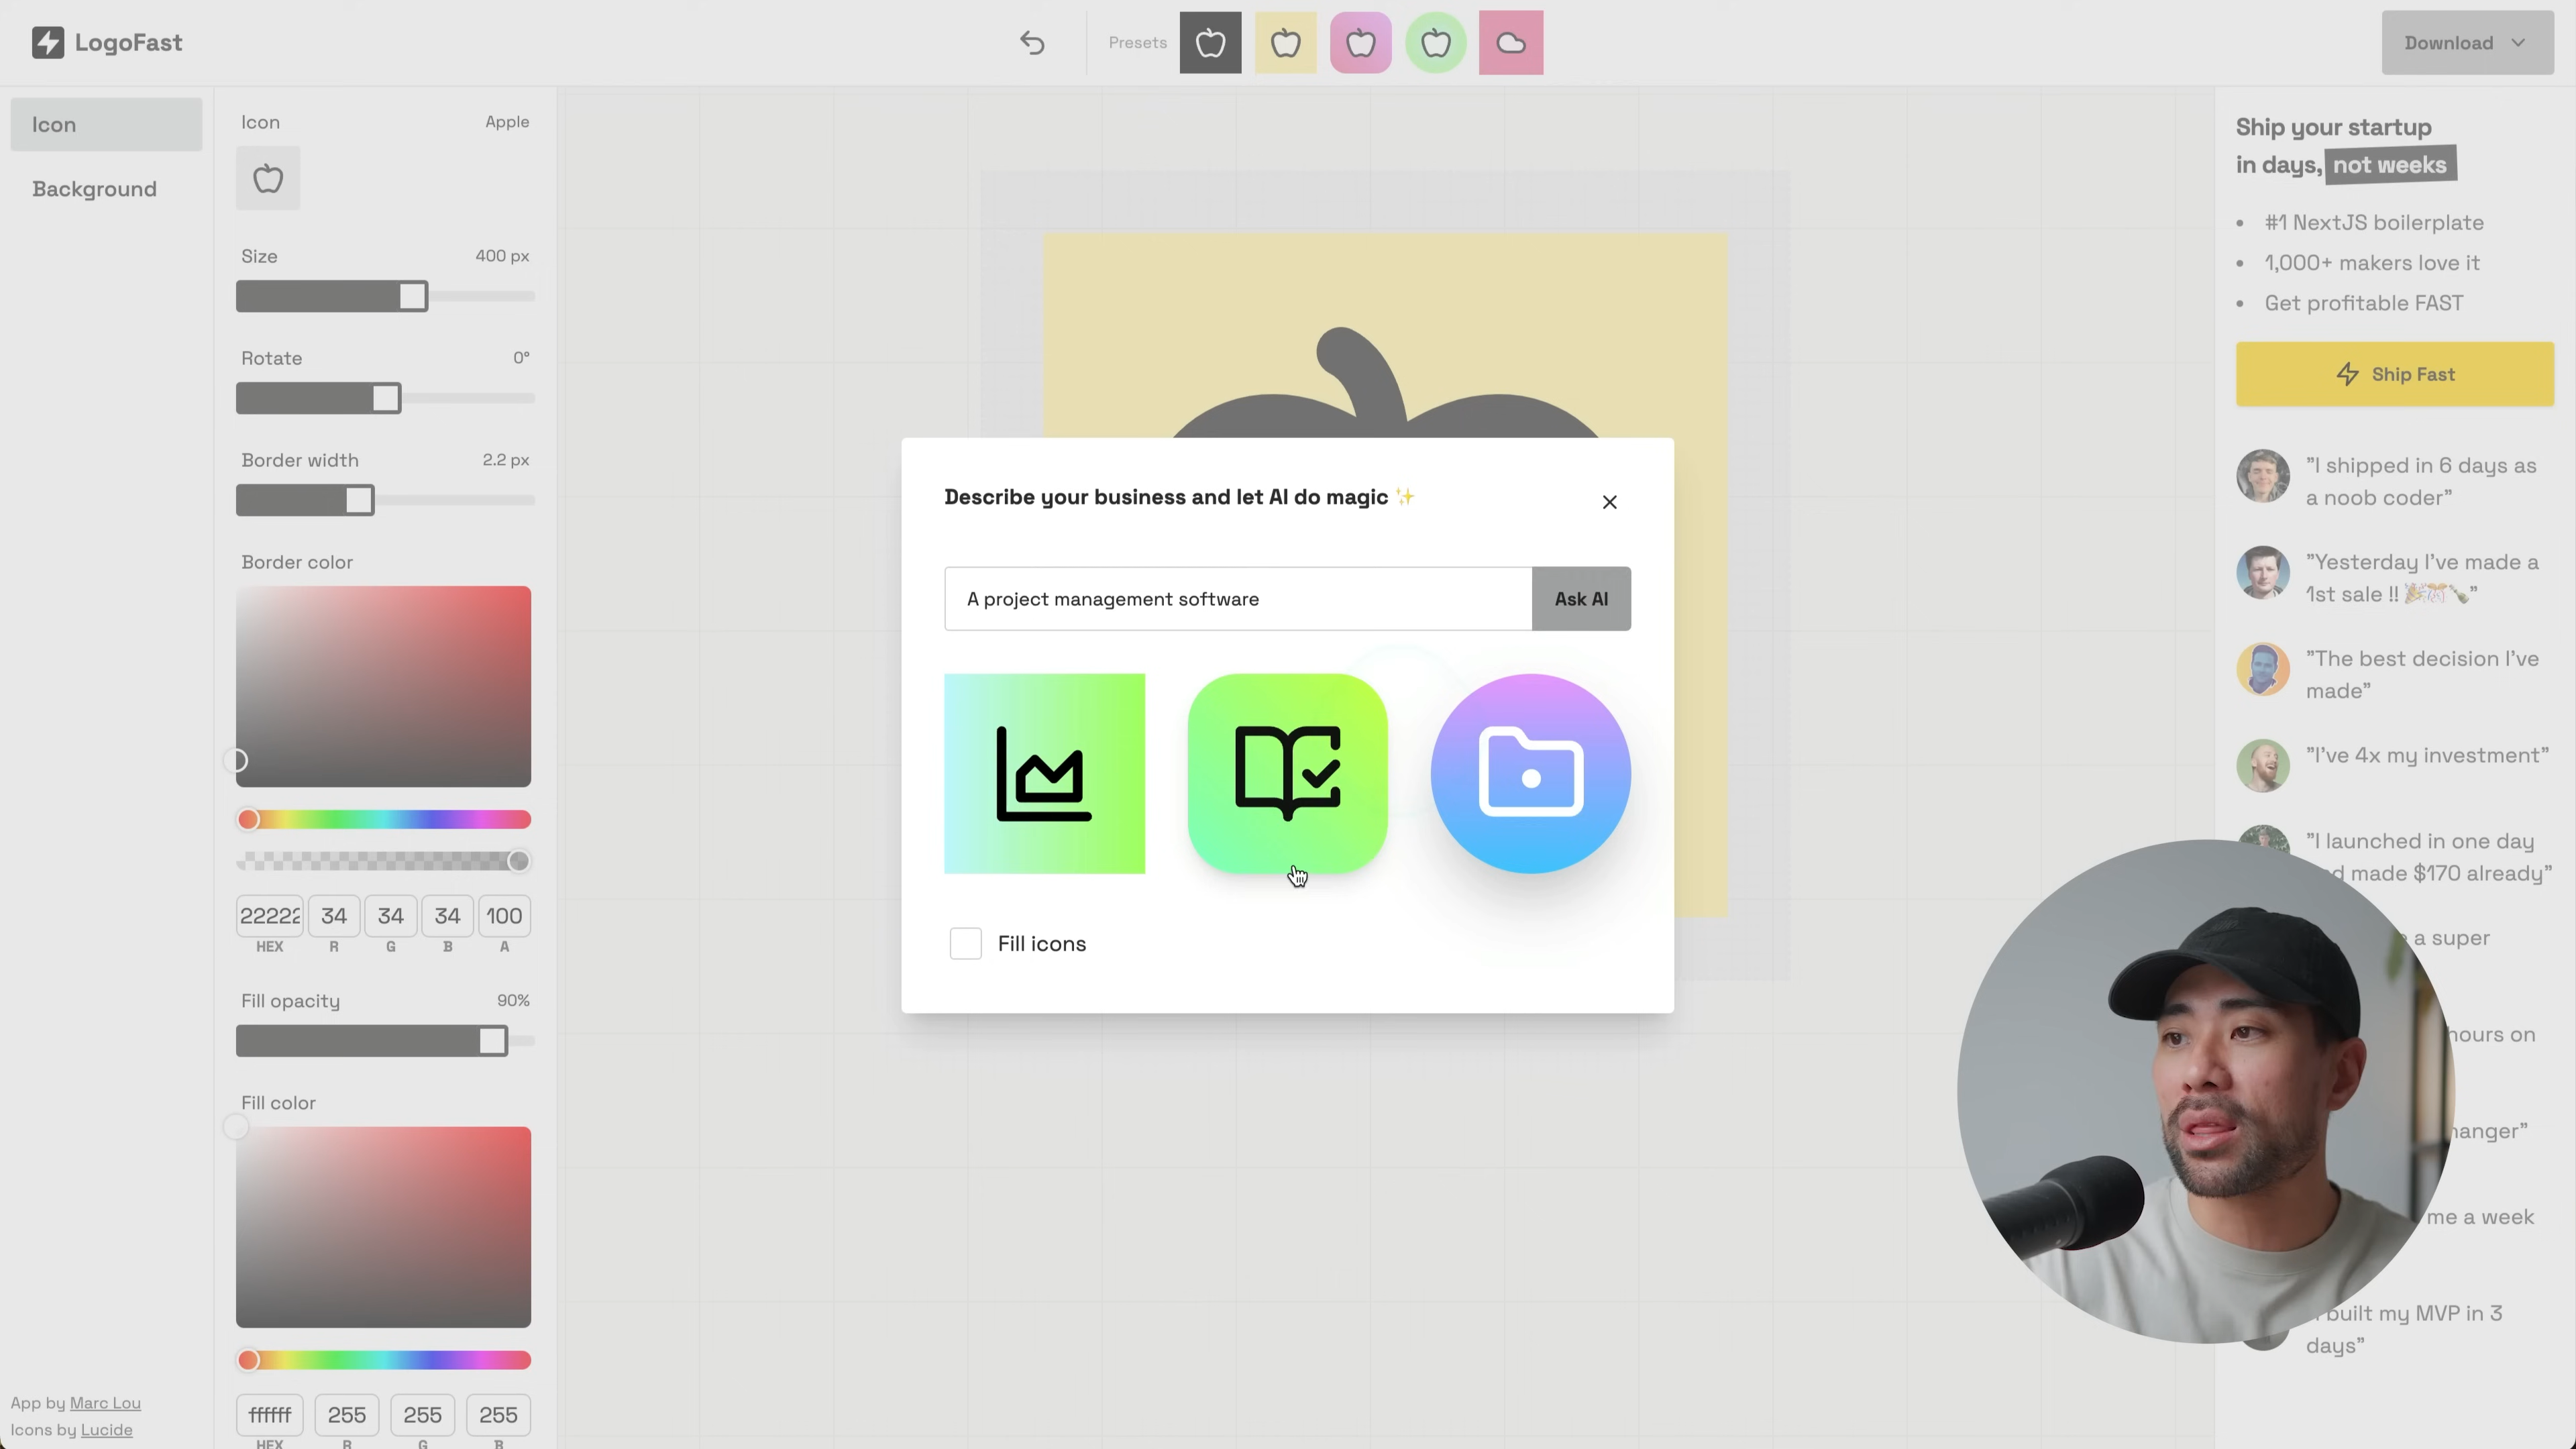 LogoFast
Presets
Download
Icon
Background
Icon
Apple
Size
400 px
Rotate
0°
Border width
2.2 px
Border color
22222
34
34
34
100
HEX
R
G
B
A
Fill opacity
90%
Fill color
ffffff
255
255
255
HEX
R
G
B
App by Marc Lou
Icons by Lucide
Describe your business and let AI do magic ✨
A project management software
Ask AI
Fill icons
Ship your startup
in days, not weeks
• #1 NextJS boilerplate
• 1,000+ makers love it
• Get profitable FAST
Ship Fast
"I shipped in 6 days as
a noob coder"
"Yesterday I've made a
1st sale !! 🎉🎊🍾"
"The best decision I've
made"
"I've 4x my investment"
"I launched in one day
made $170 already"
a super
hours on
me a week
built my MVP in 3
days"